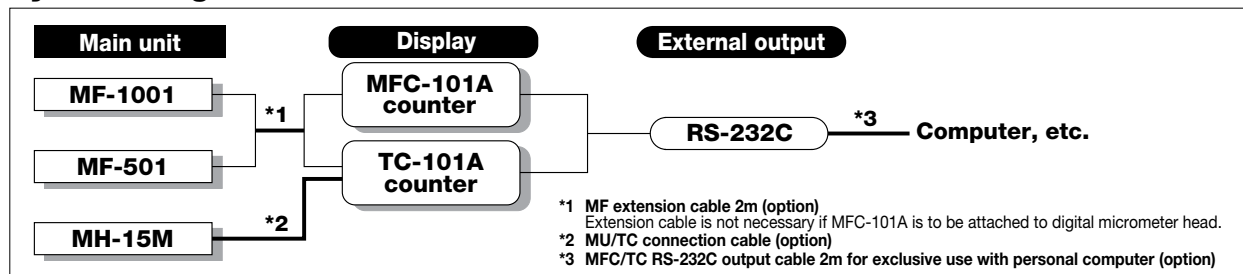 Main unit
Display
External output
MF-1001
MF-501
MH-15M
*1
*2
MFC-101A
counter
TC-101A
counter
RS-232C
*3
Computer, etc.
*1 MF extension cable 2m (option)
Extension cable is not necessary if MFC-101A is to be attached to digital micrometer head.
*2 MU/TC connection cable (option)
*3 MFC/TC RS-232C output cable 2m for exclusive use with personal computer (option)